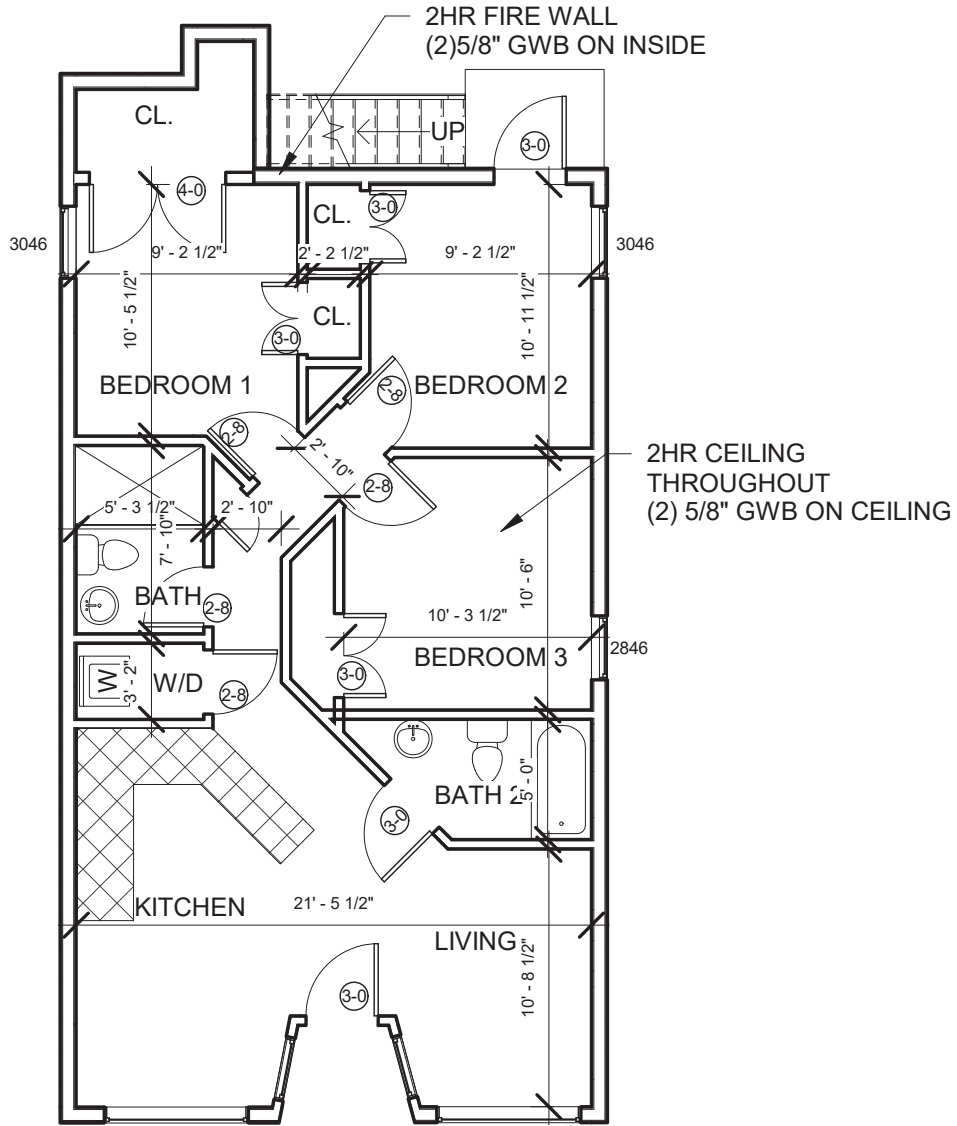 2HR FIRE WALL
(2)5/8" GWB ON INSIDE
CL.
UP
3-0
4-0
CL.
3-0
3046
9' - 2 1/2"
2' - 2 1/2"
9' - 2 1/2"
3046
10' - 5 1/2"
10' - 11 1/2"
CL.
3-0
BEDROOM 1
BEDROOM 2
2-8
2-8
2' - 10"
2-8
2HR CEILING
THROUGHOUT
(2) 5/8" GWB ON CEILING
5' - 3 1/2"
2' - 10"
7' - 10"
10' - 6"
BATH
2-8
10' - 3 1/2"
BEDROOM 3
2846
W
3' - 2"
W/D
2-8
3-0
BATH 2
5' - 0"
3-0
KITCHEN
21' - 5 1/2"
LIVING
10' - 8 1/2"
3-0